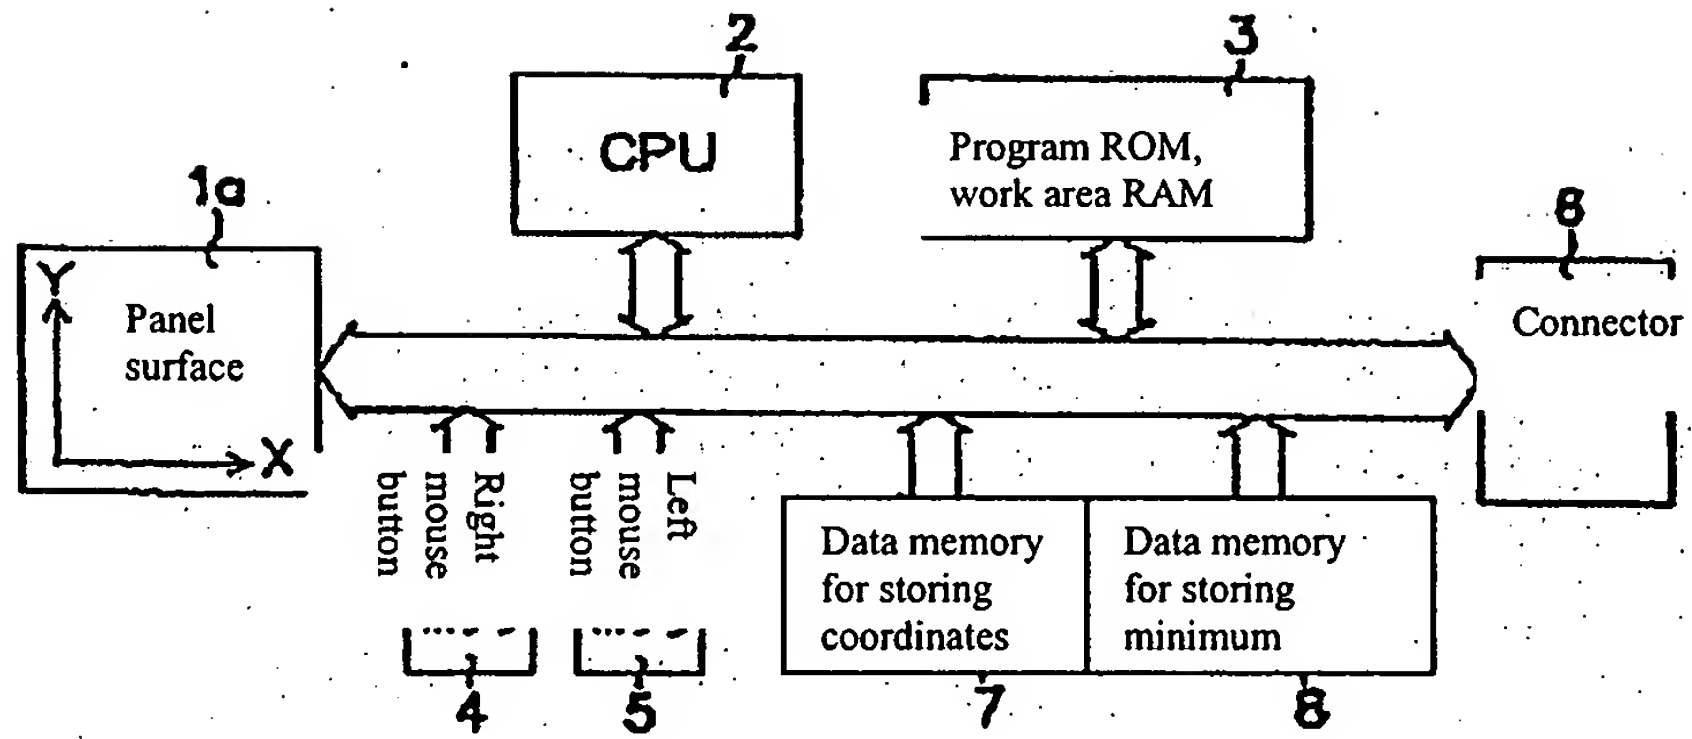 2
3
CPU
Program ROM,
work area RAM
1a
6
Y
Panel
surface
X
Connector
Right
mouse
button
Left
mouse
button
Data memory
for storing
coordinates
Data memory
for storing
minimum
4
5
7
8